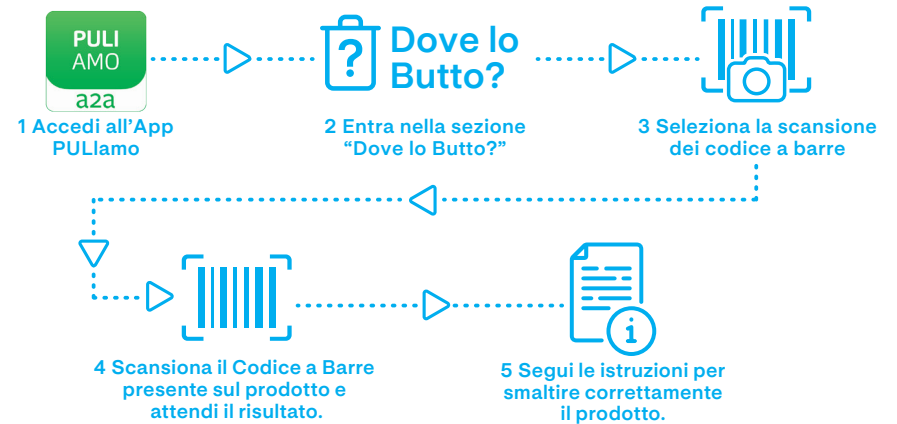 PULI
AMO
a2a
1 Accedi all'App
PULIamo
?
Dove lo
Butto?
2 Entra nella sezione
“Dove lo Butto?”
3 Seleziona la scansione
dei codice a barre
4 Scansiona il Codice a Barre
presente sul prodotto e
attendi il risultato.
i
5 Segui le istruzioni per
smaltire correttamente
il prodotto.